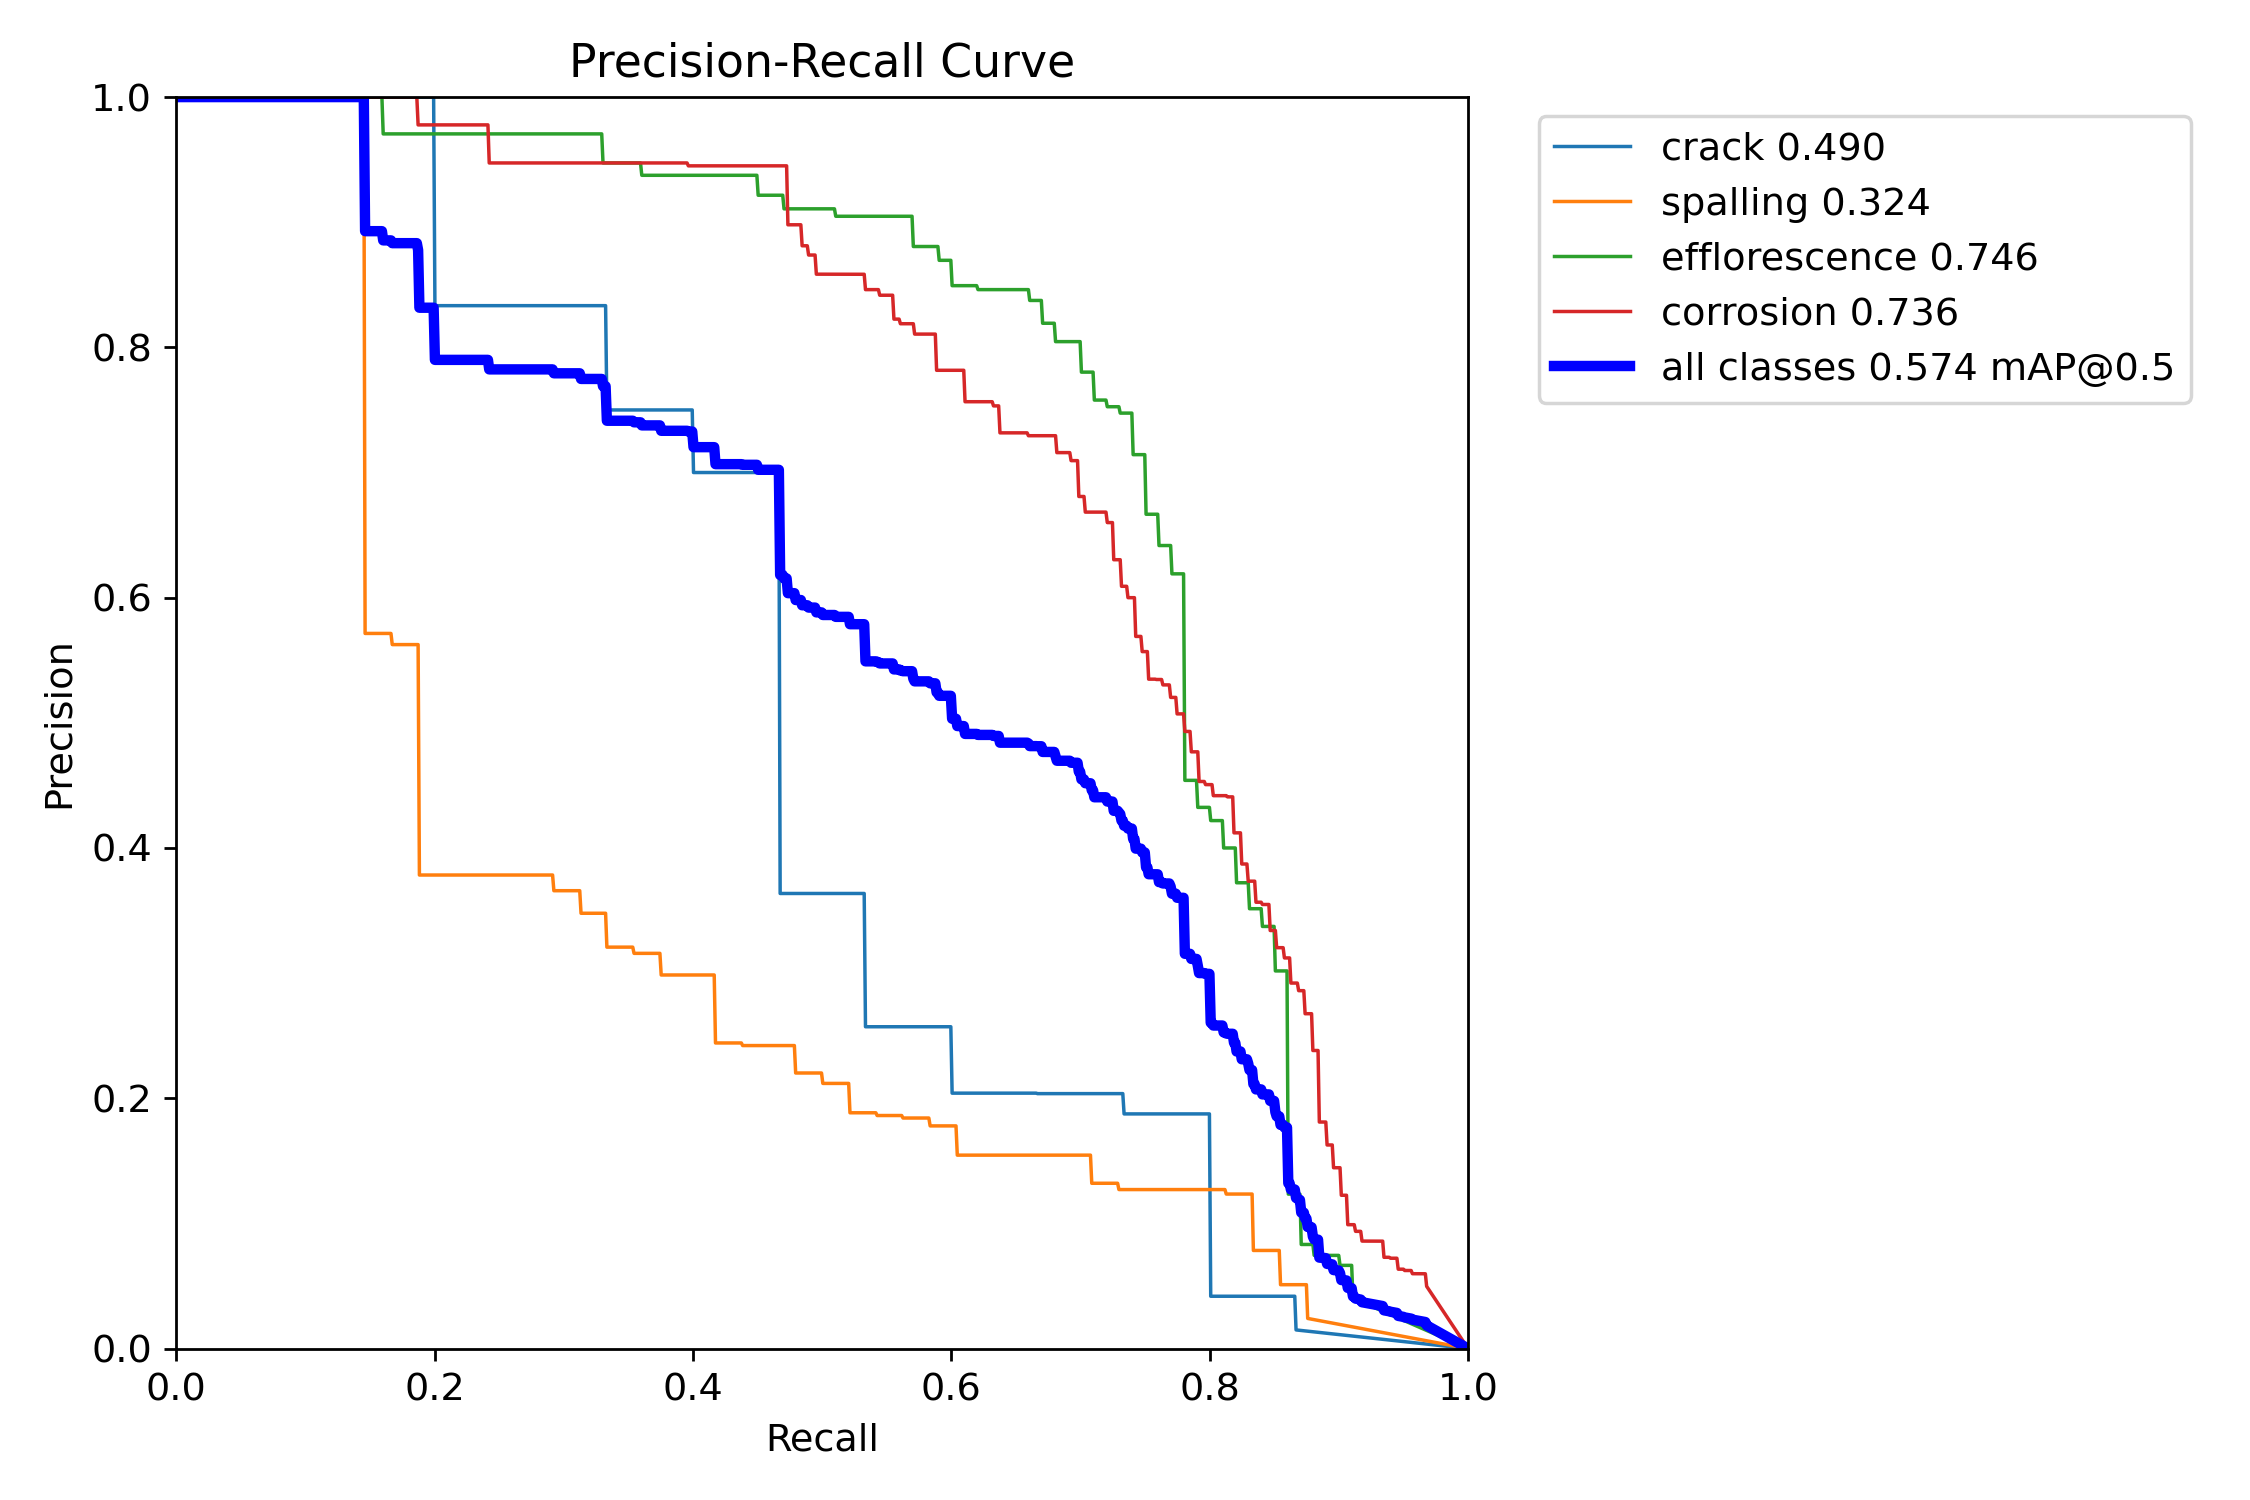 Precision-Recall Curve
1.0
0.8
0.6
0.4
0.2
0.0
Precision
0.0 0.2 0.4 0.6 0.8 1.0
Recall
crack 0.490
spalling 0.324
efflorescence 0.746
corrosion 0.736
all classes 0.574 mAP@0.5